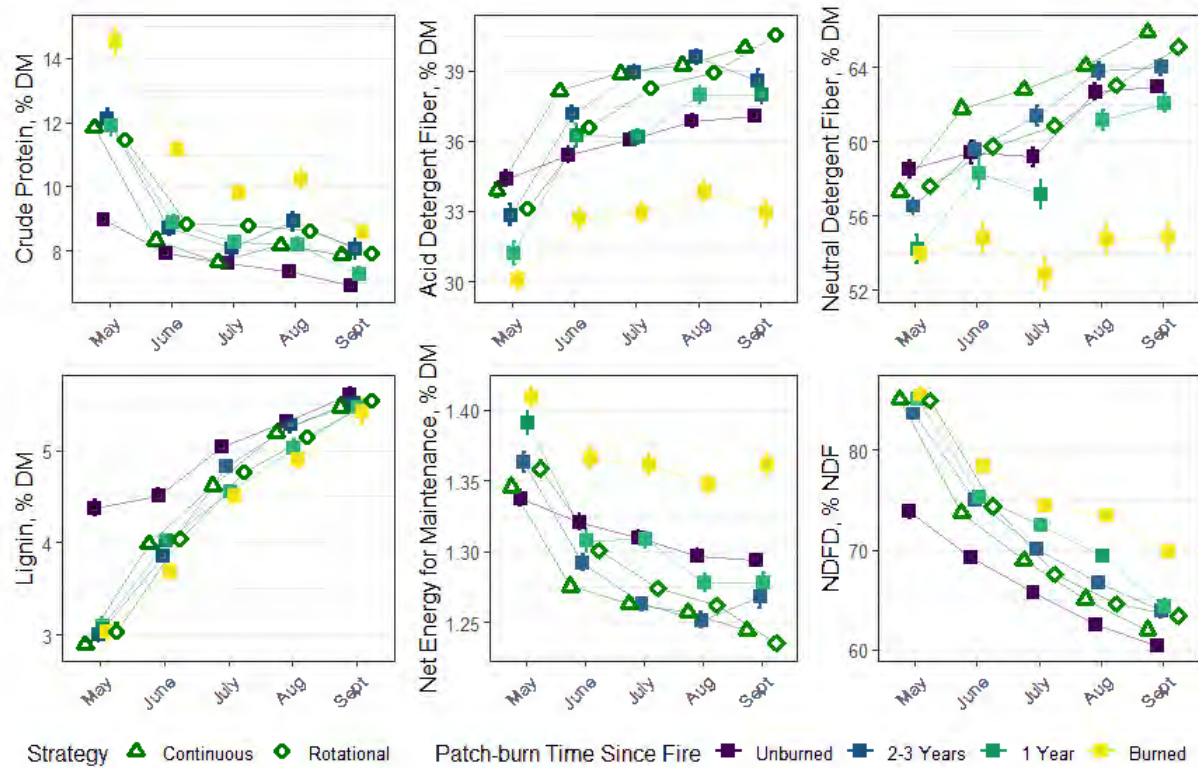 Crude Protein, % DM
14
12
10
8
May
June
July
Aug
Sept
Acid Detergent Fiber, % DM
39
36
33
30
May
June
July
Aug
Sept
Neutral Detergent Fiber, % DM
64
60
56
52
May
June
July
Aug
Sept
Lignin, % DM
5
4
3
May
June
July
Aug
Sept
Net Energy for Maintenance, % DM
1.40
1.35
1.30
1.25
May
June
July
Aug
Sept
NDFD, % NDF
80
70
60
May
June
July
Aug
Sept
Strategy Continuous Rotational Patch-burn Time Since Fire Unburned 2-3 Years 1 Year Burned